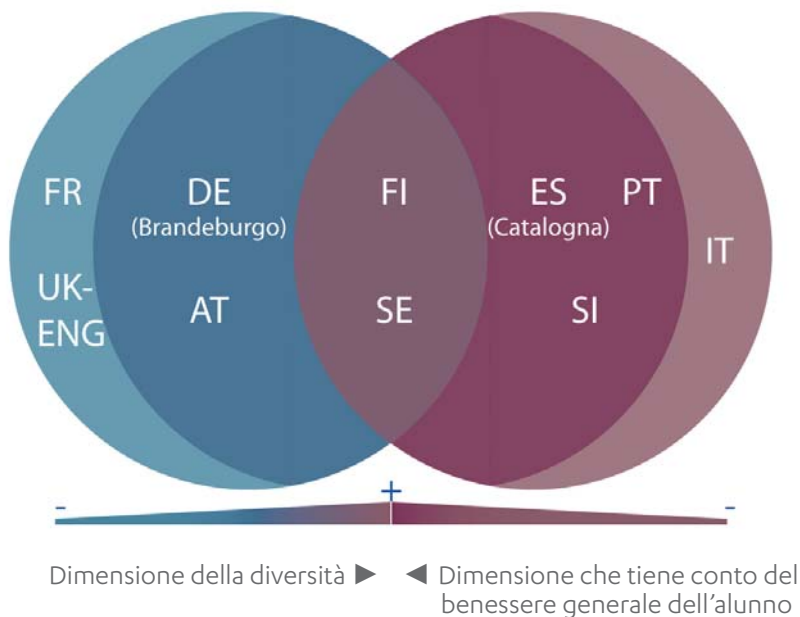 FR
DE
(Brandeburgo)
FI
ES
(Catalogna)
PT
IT
UK-
ENG
AT
SE
SI
- + -
Dimensione della diversità ►
◄ Dimensione che tiene conto del
benessere generale dell’alunno